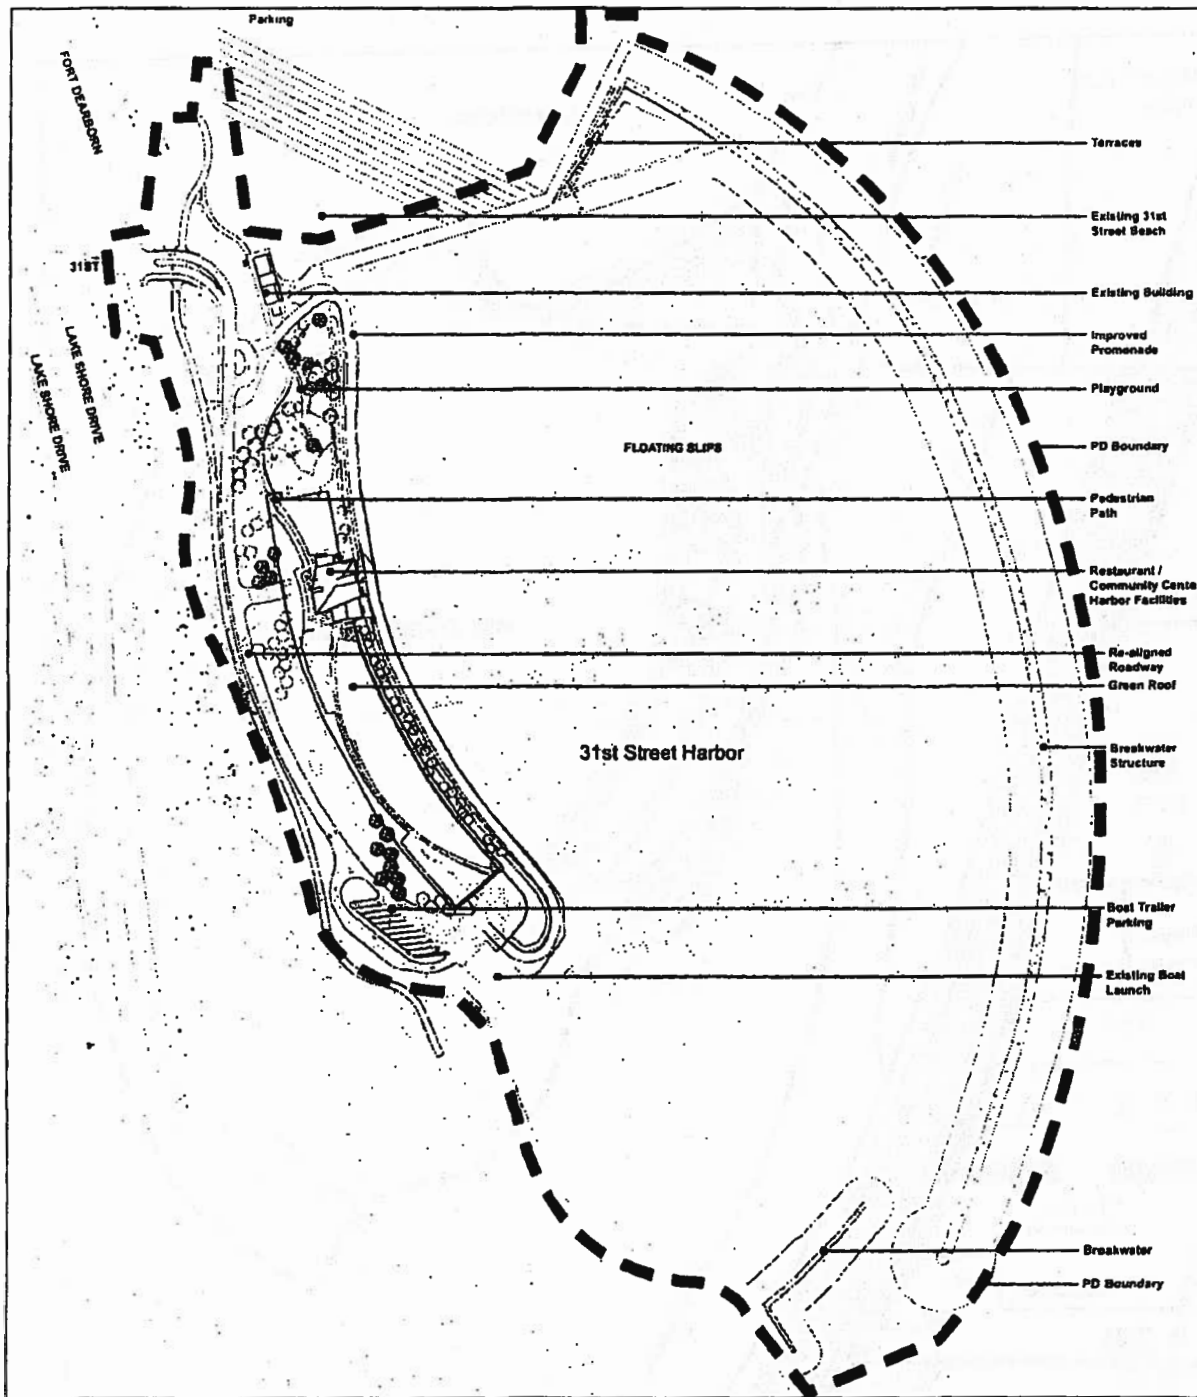 Parking
FORT DEARBORN
Terraces
Existing 31st
Street Beach
31ST
Existing Building
LAKE SHORE DRIVE
LAKE SHORE DRIVE
Improved
Promenade
Playground
FLOATING SLIPS
PD Boundary
Pedestrian
Path
Restaurant /
Community Cente
Harbor Facilities
Re-aligned
Roadway
Green Roof
31st Street Harbor
Breakwater
Structure
Boat Trailer
Parking
Existing Boat
Launch
Breakwater
PD Boundary